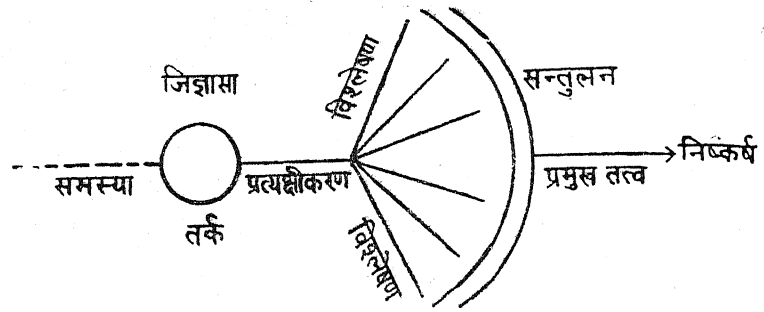 जिज्ञासा
समस्या
तर्क
प्रत्यक्षीकरण
विश्लेषण
विश्लेषण
सन्तुलन
प्रमुख तत्व
निष्कर्ष